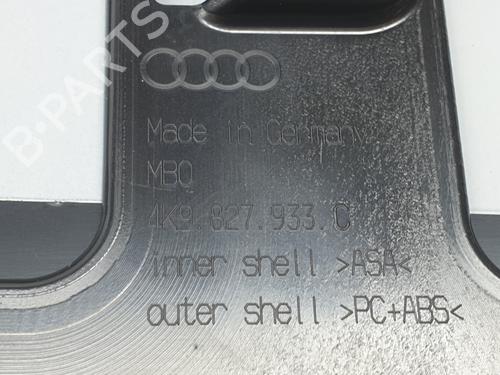 B-PARTS
Made in Germany
MBQ
4K9.827.933.C
inner shell >ASA<
outer shell >PC+ABS<